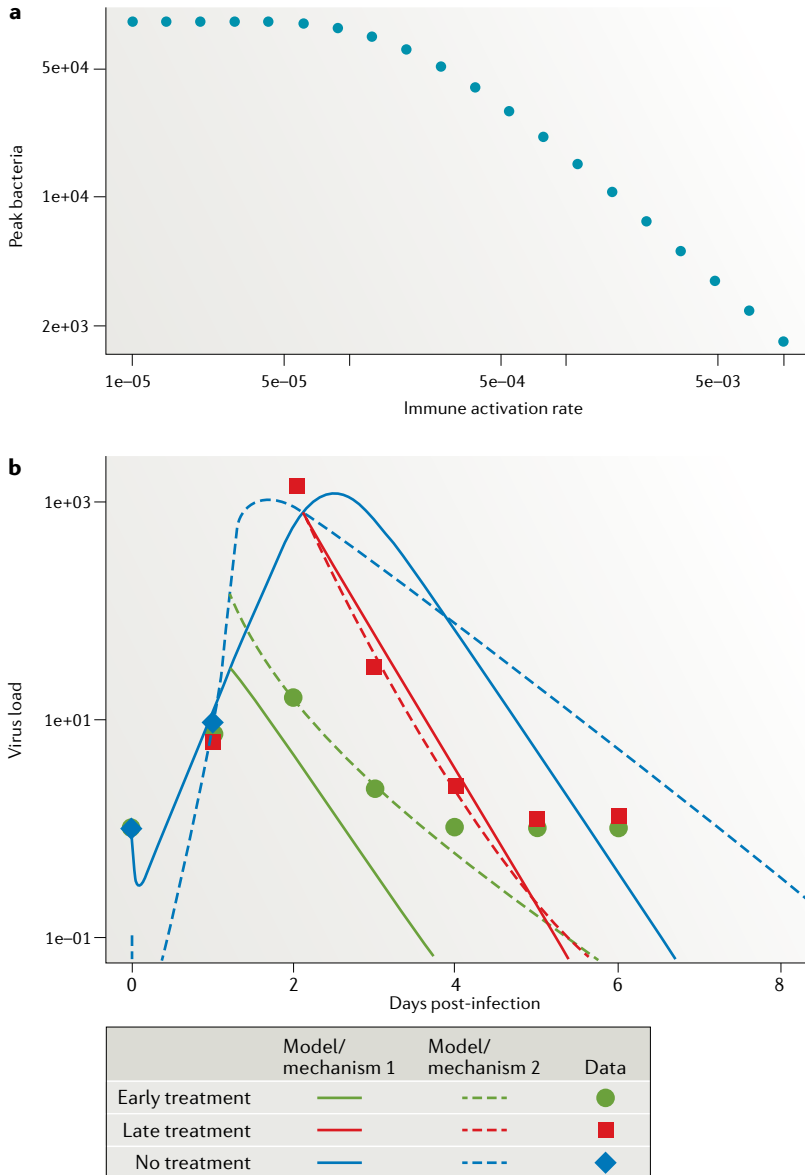 a
5e+04
1e+04
2e+03
Peak bacteria
1e–05
5e–05
5e–04
5e–03
Immune activation rate
b
1e+03
1e+01
1e–01
Virus load
0
2
4
6
8
Days post-infection
Model/ mechanism 1
Model/ mechanism 2
Data
Early treatment
Late treatment
No treatment